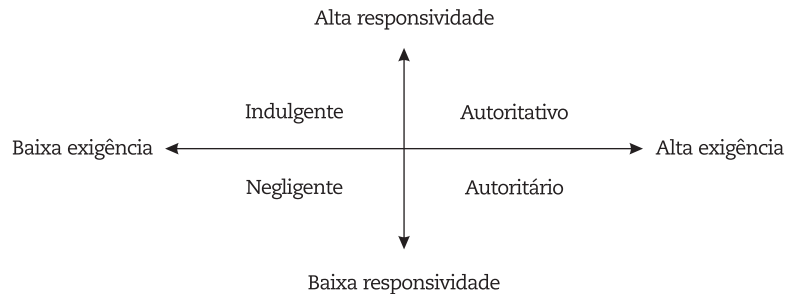 Alta responsividade
Indulgente Autoritativo
Baixa exigência Alta exigência
Negligente Autoritário
Baixa responsividade